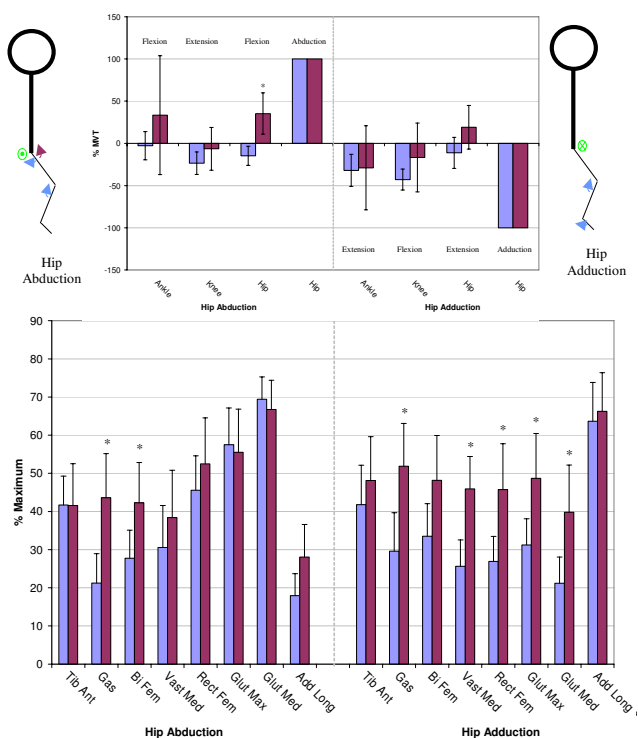 Flexion Extension Flexion Abduction
150
100
50
0
-50
-100
-150
% MVT
*
Extension Flexion Extension Adduction
Ankle Knee Hip Hip Ankle Knee Hip Hip
Hip Abduction Hip Adduction
Hip
Abduction
Hip
Adduction
90
80
70
60
50
40
30
20
10
0
% Maximum
* * * * * * *
Tib Ant Gas Bi Fem Vast Med Rect Fem Glut Max Glut Med Add Long Tib Ant Gas Bi Fem Vast Med Rect Fem Glut Max Glut Med Add Long
Hip Abduction Hip Adduction